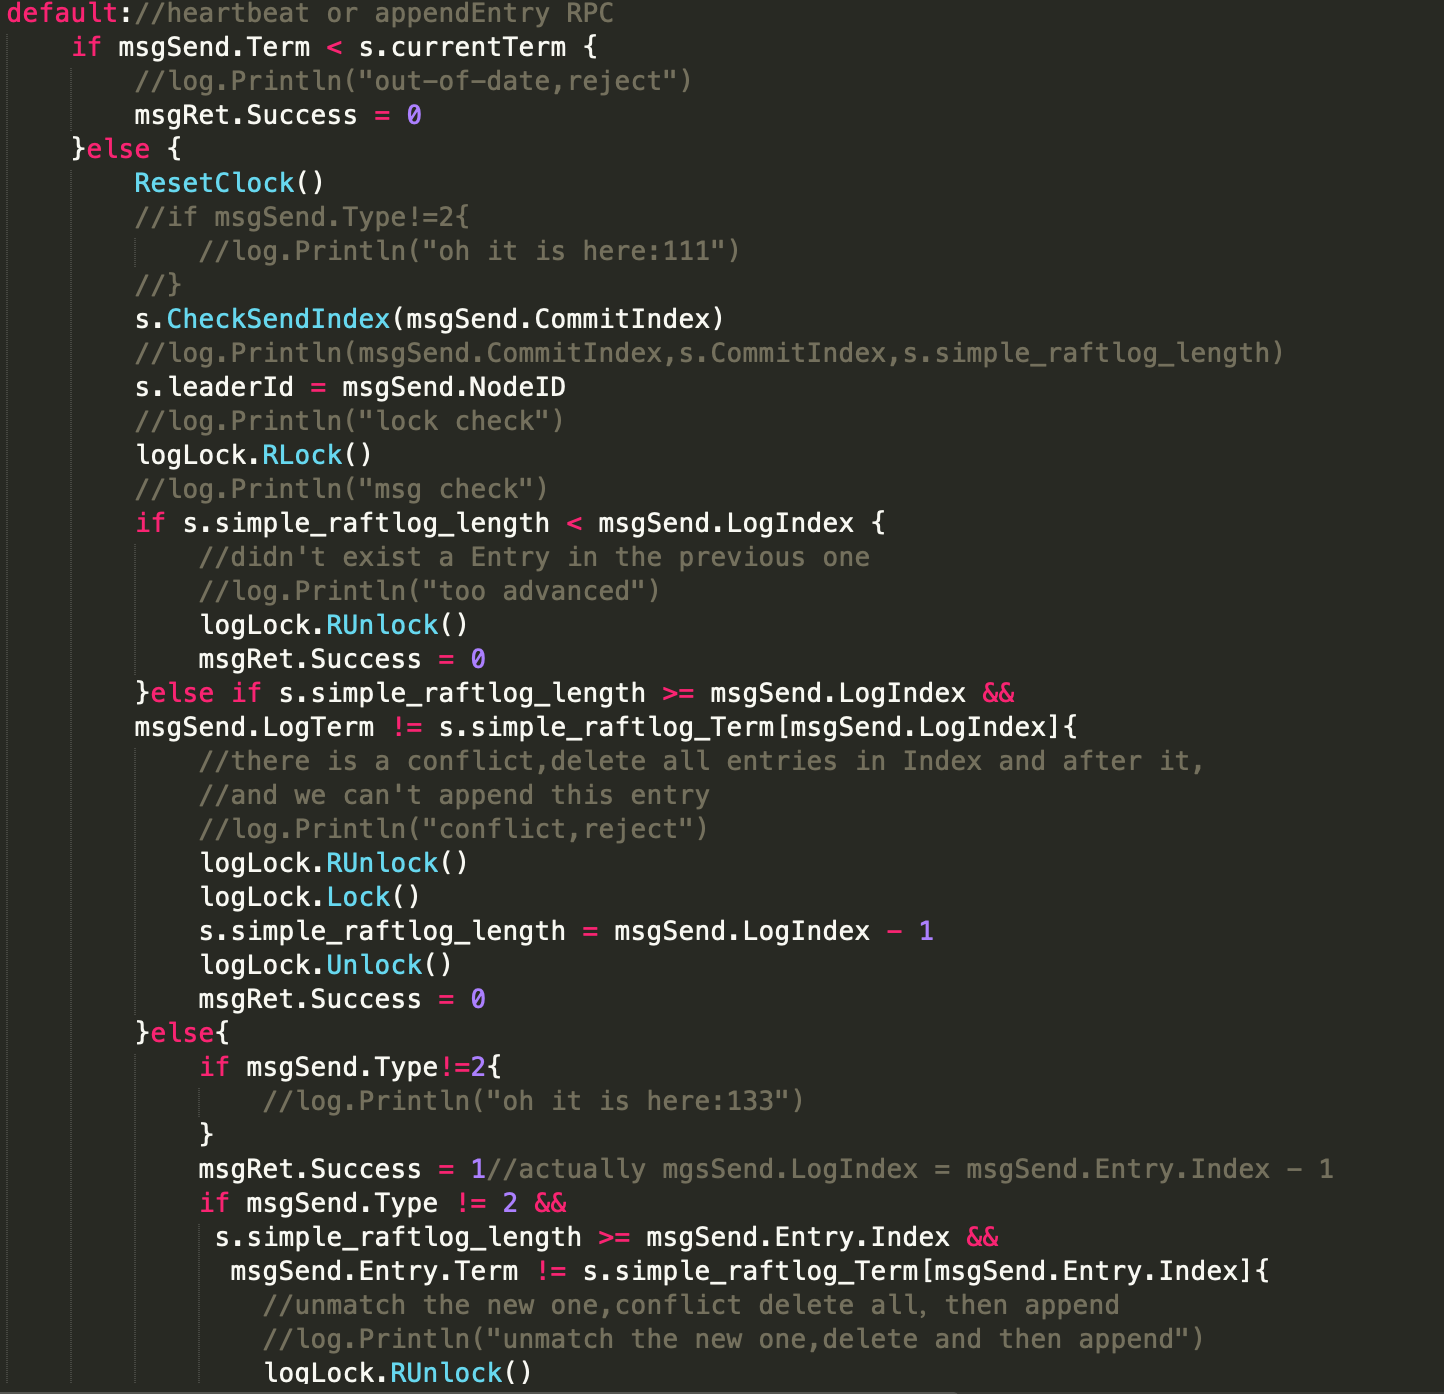 default://heartbeat or appendEntry RPC
    if msgSend.Term < s.currentTerm {
        //log.Println("out-of-date,reject")
        msgRet.Success = 0
    }else {
        ResetClock()
        //if msgSend.Type!=2{
            //log.Println("oh it is here:111")
        //}
        s.CheckSendIndex(msgSend.CommitIndex)
        //log.Println(msgSend.CommitIndex,s.CommitIndex,s.simple_raftlog_length)
        s.leaderId = msgSend.NodeID
        //log.Println("lock check")
        logLock.RLock()
        //log.Println("msg check")
        if s.simple_raftlog_length < msgSend.LogIndex {
            //didn't exist a Entry in the previous one
            //log.Println("too advanced")
            logLock.RUnlock()
            msgRet.Success = 0
        }else if s.simple_raftlog_length >= msgSend.LogIndex &&
        msgSend.LogTerm != s.simple_raftlog_Term[msgSend.LogIndex]{
            //there is a conflict,delete all entries in Index and after it,
            //and we can't append this entry
            //log.Println("conflict,reject")
            logLock.RUnlock()
            logLock.Lock()
            s.simple_raftlog_length = msgSend.LogIndex - 1
            logLock.Unlock()
            msgRet.Success = 0
        }else{
            if msgSend.Type!=2{
                //log.Println("oh it is here:133")
            }
            msgRet.Success = 1//actually mgsSend.LogIndex = msgSend.Entry.Index - 1
            if msgSend.Type != 2 &&
             s.simple_raftlog_length >= msgSend.Entry.Index &&
              msgSend.Entry.Term != s.simple_raftlog_Term[msgSend.Entry.Index]{
                //unmatch the new one,conflict delete all, then append
                //log.Println("unmatch the new one,delete and then append")
                logLock.RUnlock()